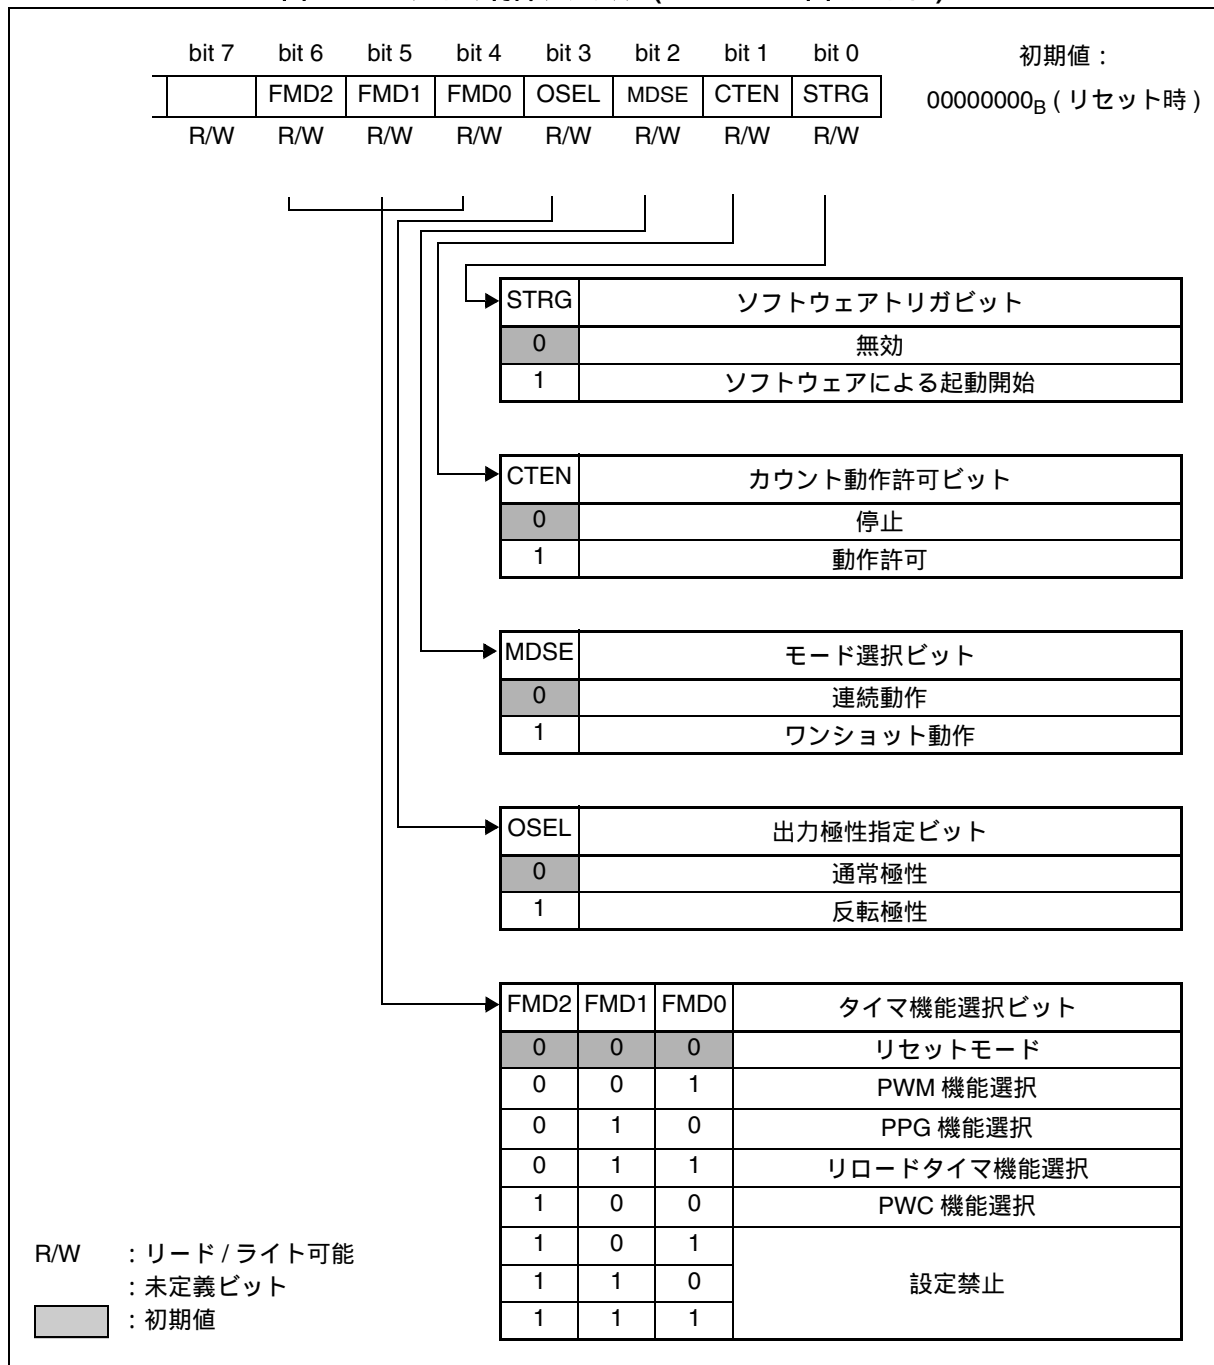 bit 7 bit 6 bit 5 bit 4 bit 3 bit 2 bit 1 bit 0 初期値：
FMD2 FMD1 FMD0 OSEL MDSE CTEN STRG 00000000B ( リセット時 )
R/W R/W R/W R/W R/W R/W R/W R/W
STRG ソフトウェアトリガビット
0 無効
1 ソフトウェアによる起動開始
CTEN カウント動作許可ビット
0 停止
1 動作許可
MDSE モード選択ビット
0 連続動作
1 ワンショット動作
OSEL 出力極性指定ビット
0 通常極性
1 反転極性
FMD2 FMD1 FMD0 タイマ機能選択ビット
0 0 0 リセットモード
0 0 1 PWM 機能選択
0 1 0 PPG 機能選択
0 1 1 リロードタイマ機能選択
1 0 0 PWC 機能選択
1 0 1
1 1 0 設定禁止
1 1 1
R/W ：リード / ライト可能
：未定義ビット
：初期値